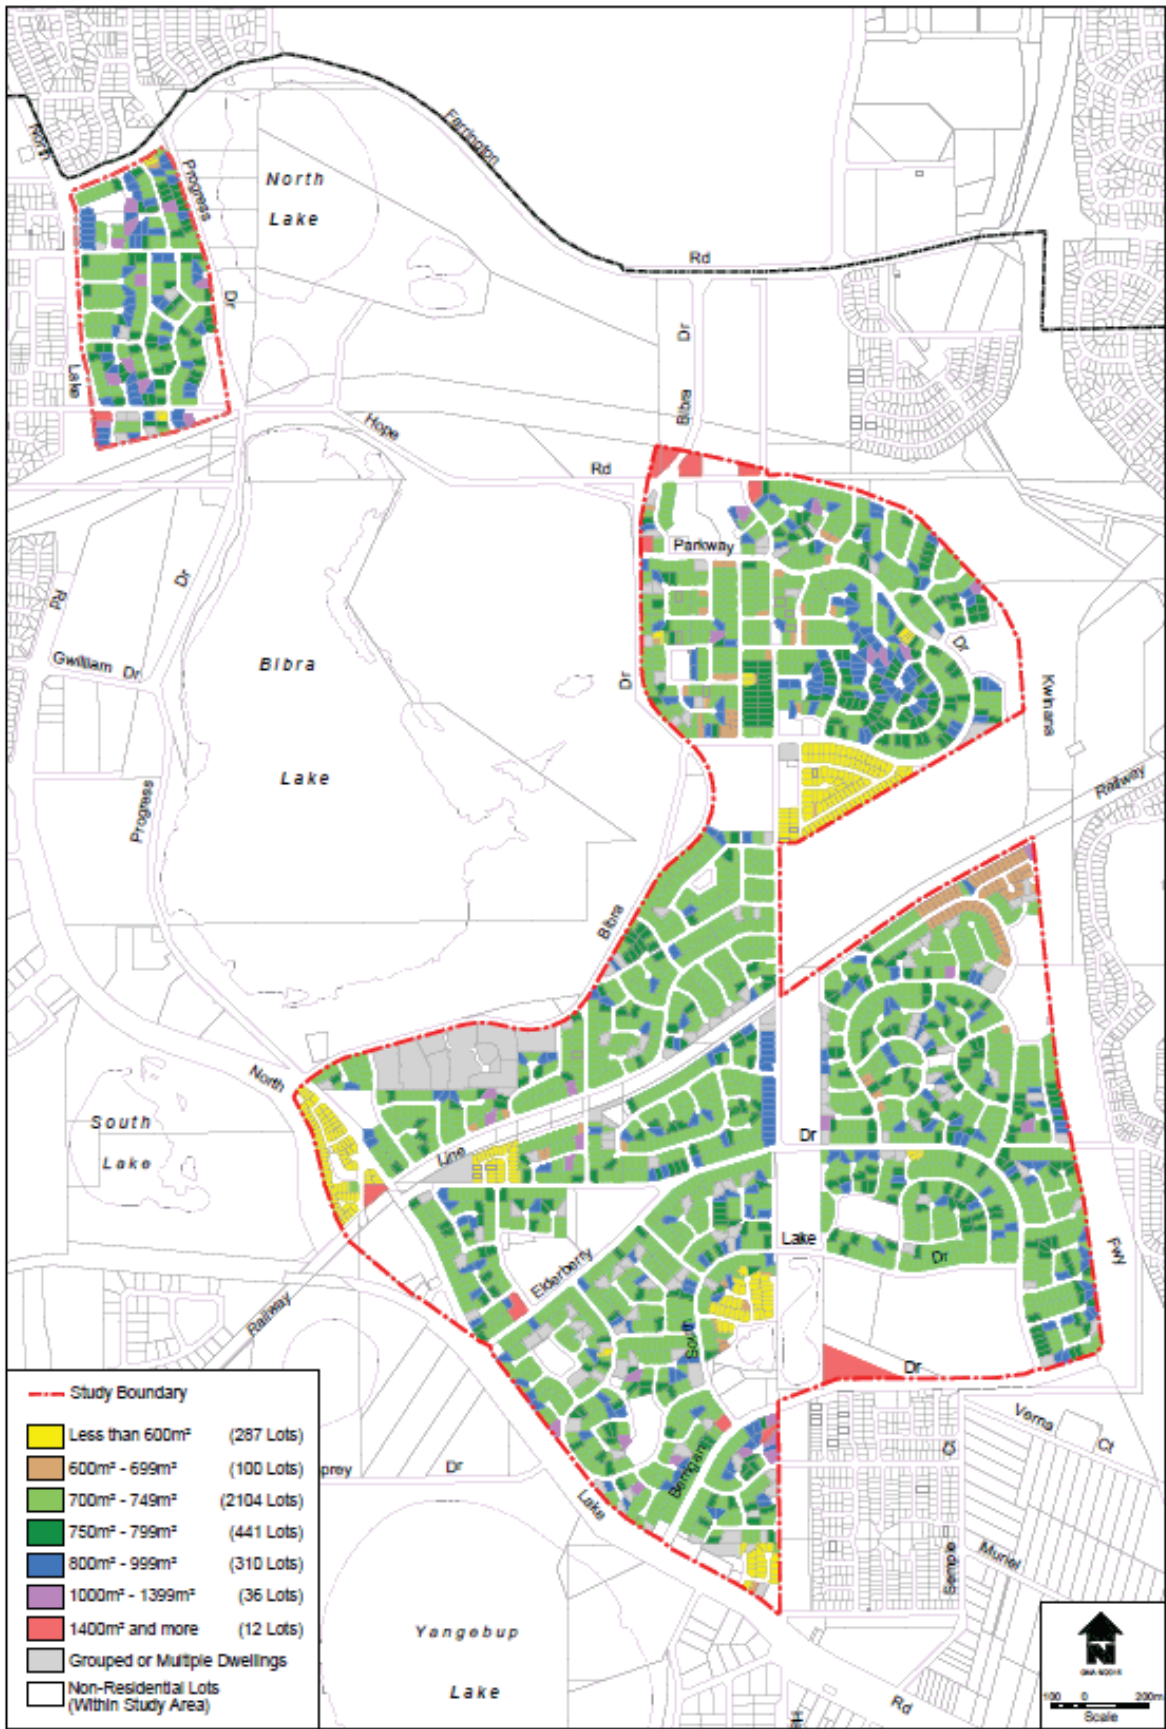 North
Progress
North
Lake
Farrington
Rd
Dr
Dr
Bibra
Lake
Hope
Rd
Parkway
Dr
Rd
Gwilliam Dr
Bibra
Lake
Dr
Dr
Kwinana
Progress
Railway
Bibra
North
South
Lake
Line
Dr
Lake
Dr
Elderberry
Fwy
Railway
South
Dr
Study Boundary
Less than 600m² (287 Lots)
600m² - 699m² (100 Lots)
700m² - 749m² (2104 Lots)
750m² - 799m² (441 Lots)
800m² - 999m² (310 Lots)
1000m² - 1399m² (36 Lots)
1400m² and more (12 Lots)
Grouped or Multiple Dwellings
Non-Residential Lots
(Within Study Area)
prey Dr
Lake
Berrigan
Verna
Ct
Ct
Semple
Muriel
Yangebup
Lake
Rd
N
100 0 200m
Scale